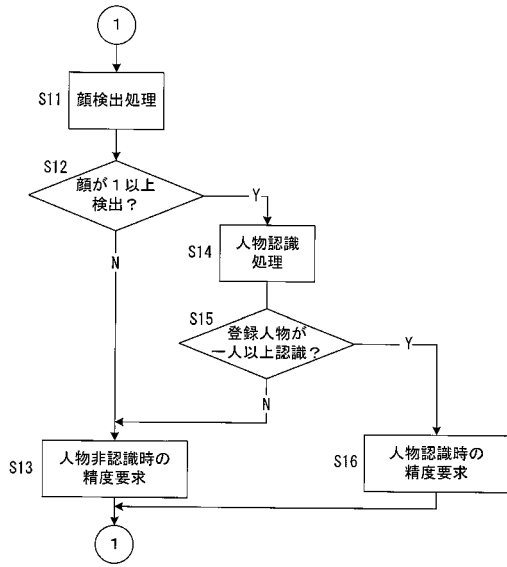 1
S11
顔検出処理
S12
顔が1以上
検出?
Y
N
S14
人物認識
処理
S15
登録人物が
一人以上認識?
Y
N
S13
人物非認識時の
精度要求
S16
人物認識時の
精度要求
1